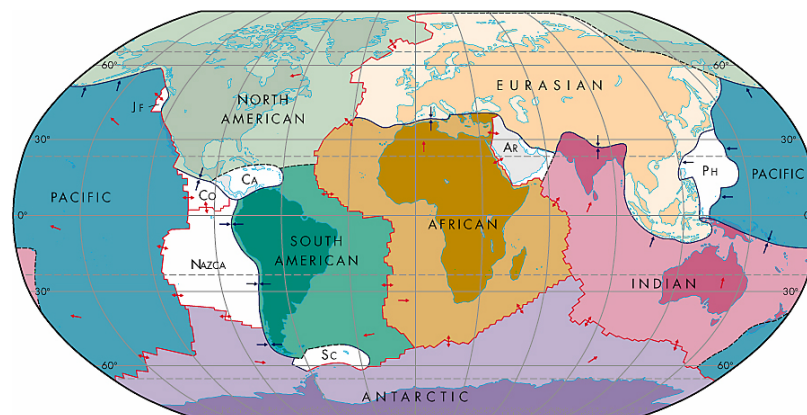 60°
60°
EURASIAN
JF
NORTH
AMERICAN
30°
30°
AR
PH
CA
CO
PACIFIC
PACIFIC
0°
0°
AFRICAN
SOUTH
AMERICAN
NAZCA
INDIAN
30°
30°
SC
60°
60°
ANTARCTIC